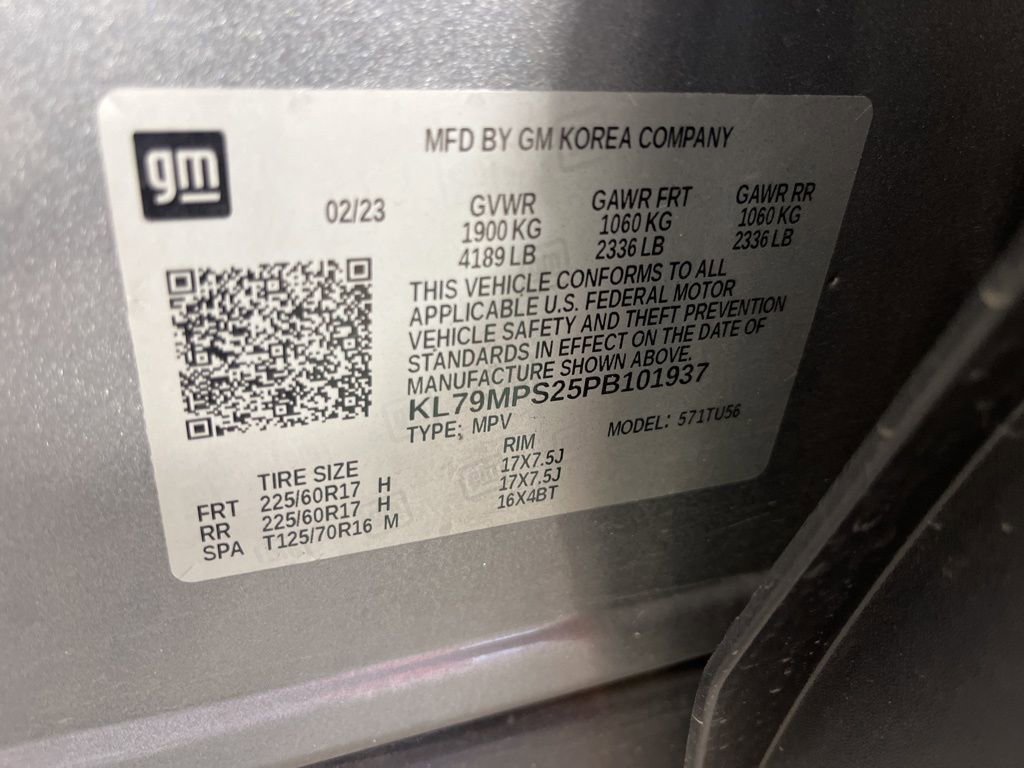 gm
MFD BY GM KOREA COMPANY
02/23
GVWR GAWR FRT GAWR RR
1900 KG 1060 KG 1060 KG
4189 LB 2336 LB 2336 LB
THIS VEHICLE CONFORMS TO ALL
APPLICABLE U.S. FEDERAL MOTOR
VEHICLE SAFETY AND THEFT PREVENTION
STANDARDS IN EFFECT ON THE DATE OF
MANUFACTURE SHOWN ABOVE.
KL79MPS25PB101937
TYPE: MPV MODEL: 571TU56
TIRE SIZE RIM
FRT 225/60R17 H 17X7.5J
RR 225/60R17 H 17X7.5J
SPA T125/70R16 M 16X4BT